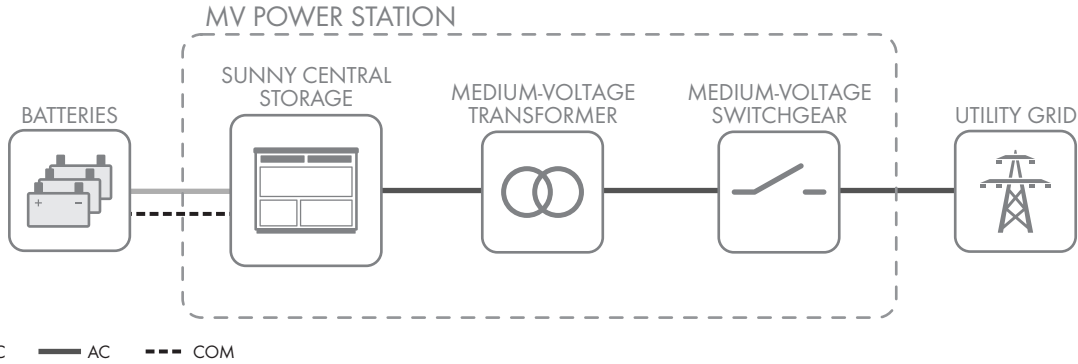 MV POWER STATION
SUNNY CENTRAL
STORAGE
MEDIUM-VOLTAGE
TRANSFORMER
MEDIUM-VOLTAGE
SWITCHGEAR
BATTERIES
UTILITY GRID
+ −
C AC COM